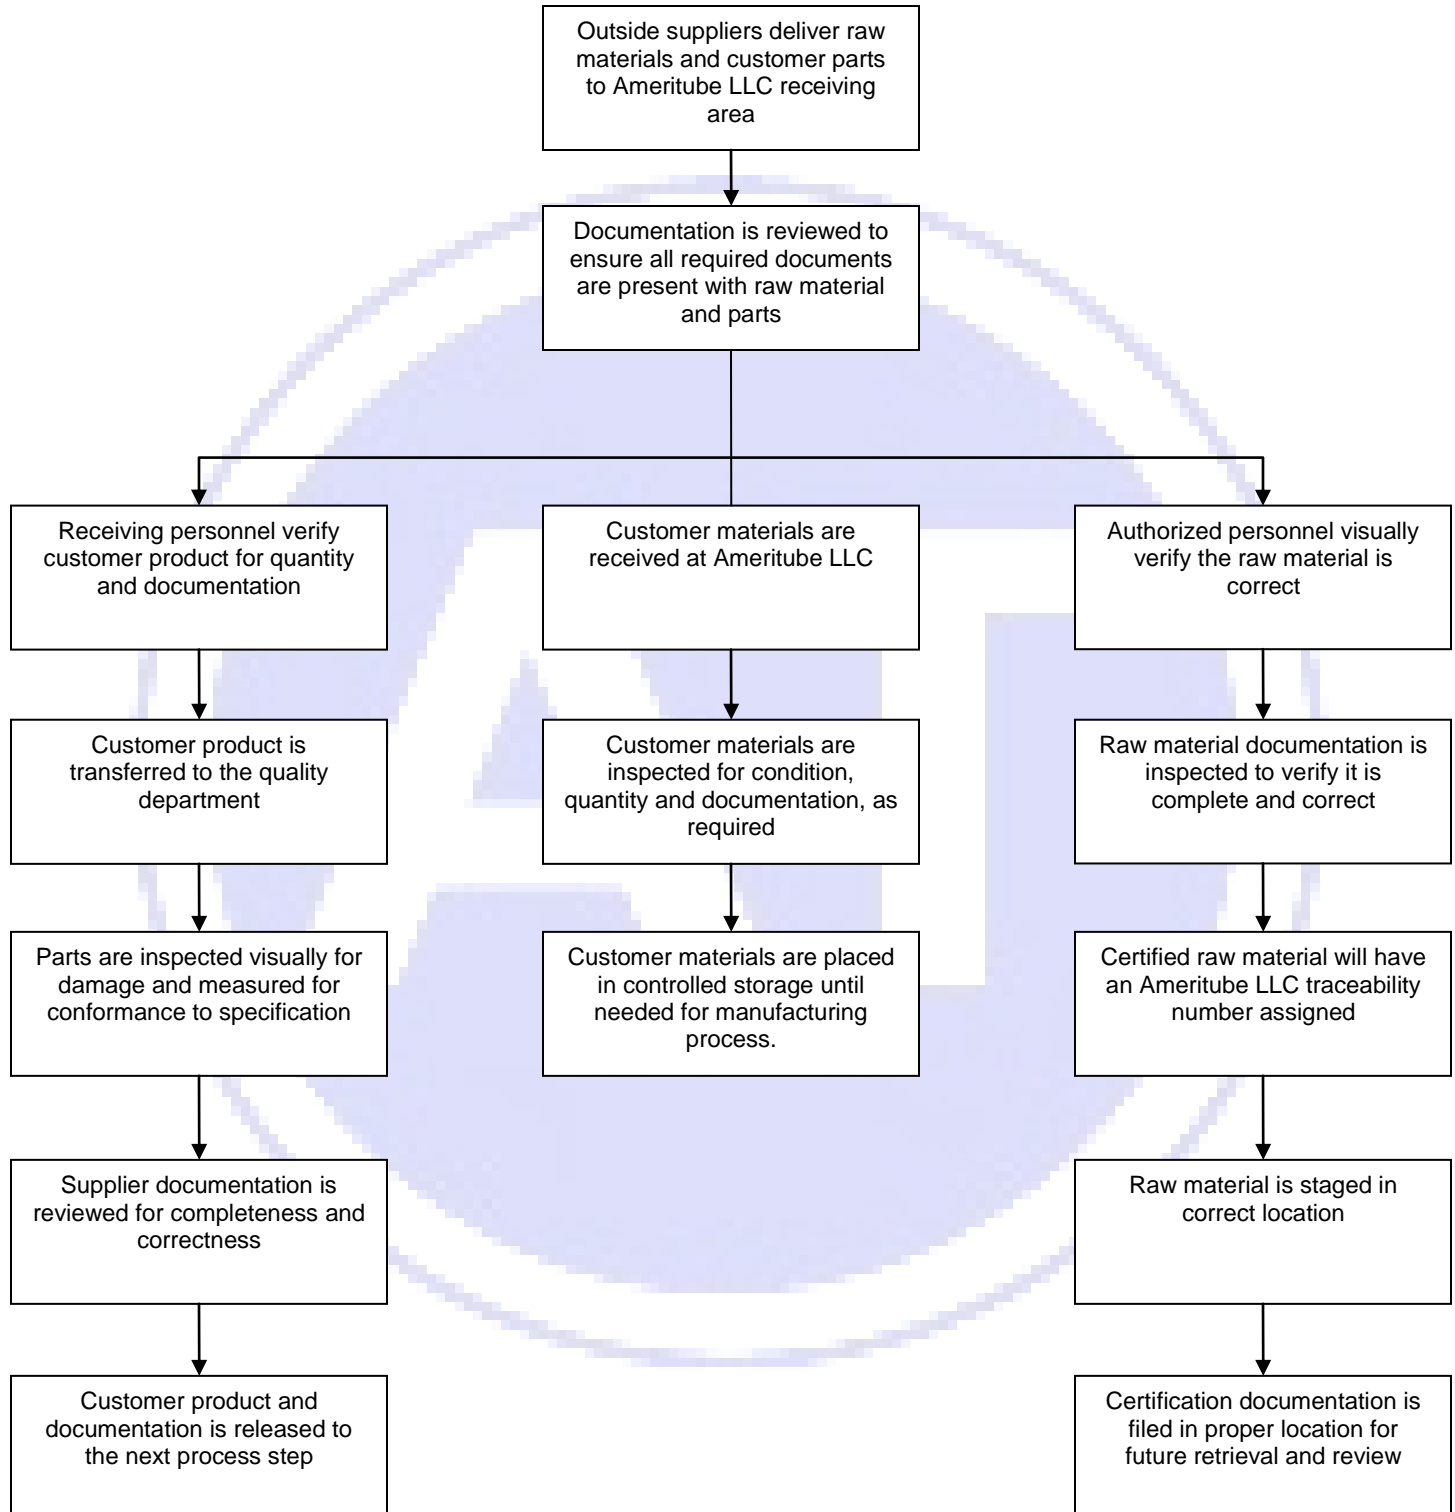 Outside suppliers deliver raw
materials and customer parts
to Ameritube LLC receiving
area
Documentation is reviewed to
ensure all required documents
are present with raw material
and parts
Receiving personnel verify
customer product for quantity
and documentation
Customer materials are
received at Ameritube LLC
Authorized personnel visually
verify the raw material is
correct
Customer product is
transferred to the quality
department
Customer materials are
inspected for condition,
quantity and documentation, as
required
Raw material documentation is
inspected to verify it is
complete and correct
Parts are inspected visually for
damage and measured for
conformance to specification
Customer materials are placed
in controlled storage until
needed for manufacturing
process.
Certified raw material will have
an Ameritube LLC traceability
number assigned
Supplier documentation is
reviewed for completeness and
correctness
Raw material is staged in
correct location
Customer product and
documentation is released to
the next process step
Certification documentation is
filed in proper location for
future retrieval and review